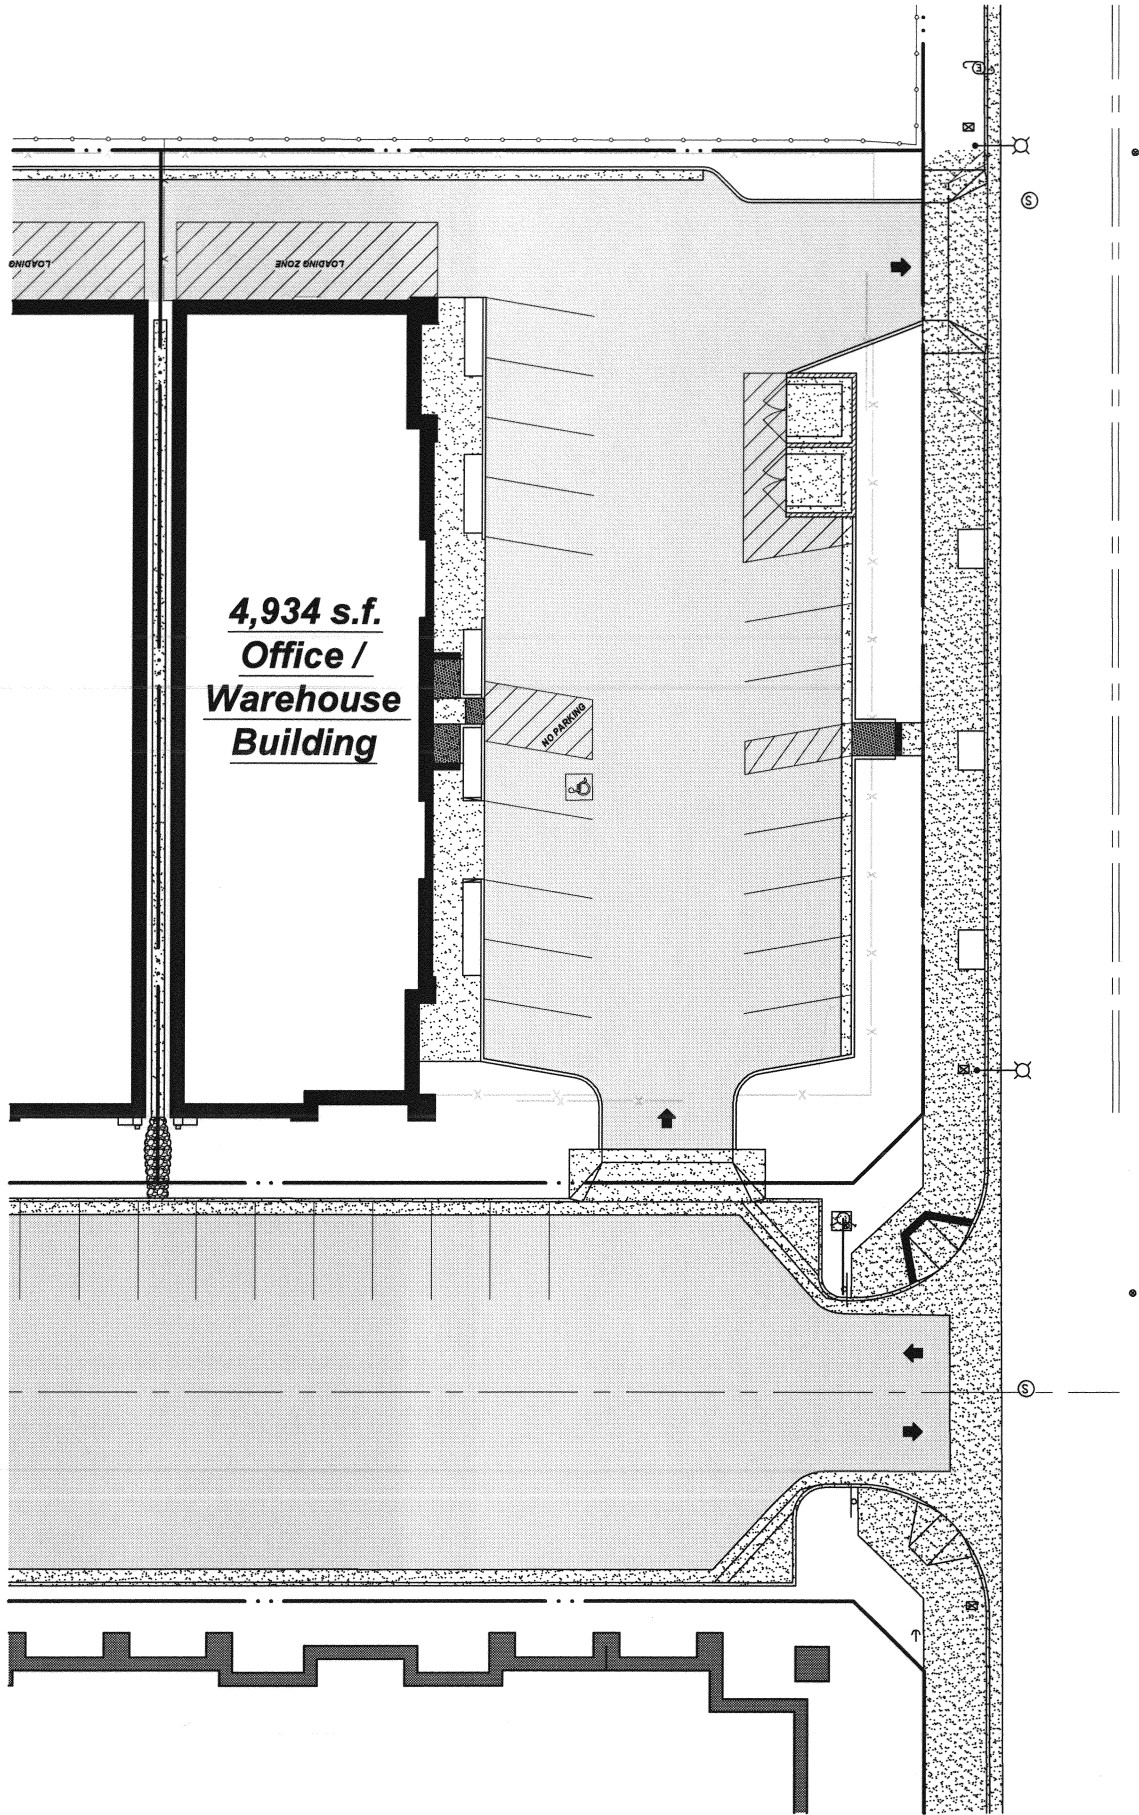 E
S
LOADING
LOADING ZONE
4,934 s.f.
Office /
Warehouse
Building
NO PARKING
S